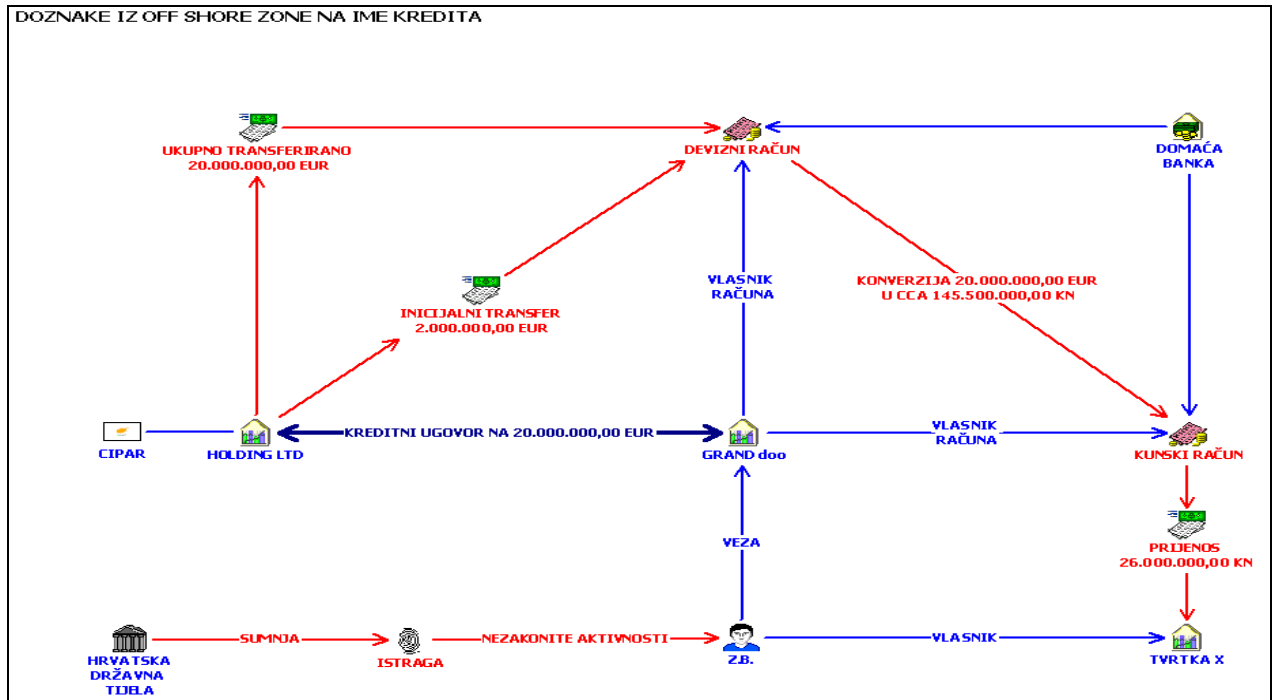 DOZNAKE IZ OFF SHORE ZONE NA IME KREDITA
UKUPNO TRANSFERIRANO
20.000.000,00 EUR
DEVIZNI RAČUN
DOMAĆA
BANKA
INICIJALNI TRANSFER
2.000.000,00 EUR
VLASNIK
RAČUNA
KONVERZIJA 20.000.000,00 EUR
U CCA 145.500.000,00 KN
CIPAR
HOLDING LTD
KREDITNI UGOVOR NA 20.000.000,00 EUR
GRAND doo
VLASNIK
RAČUNA
KUNSKI RAČUN
VEZA
PRIJENOS
26.000.000,00 KN
HRVATSKA
DRŽAVNA
TIJELA
SUMNJA
ISTRAGA
NEZAKONITE AKTIVNOSTI
Z.B.
VLASNIK
TVRTKA X